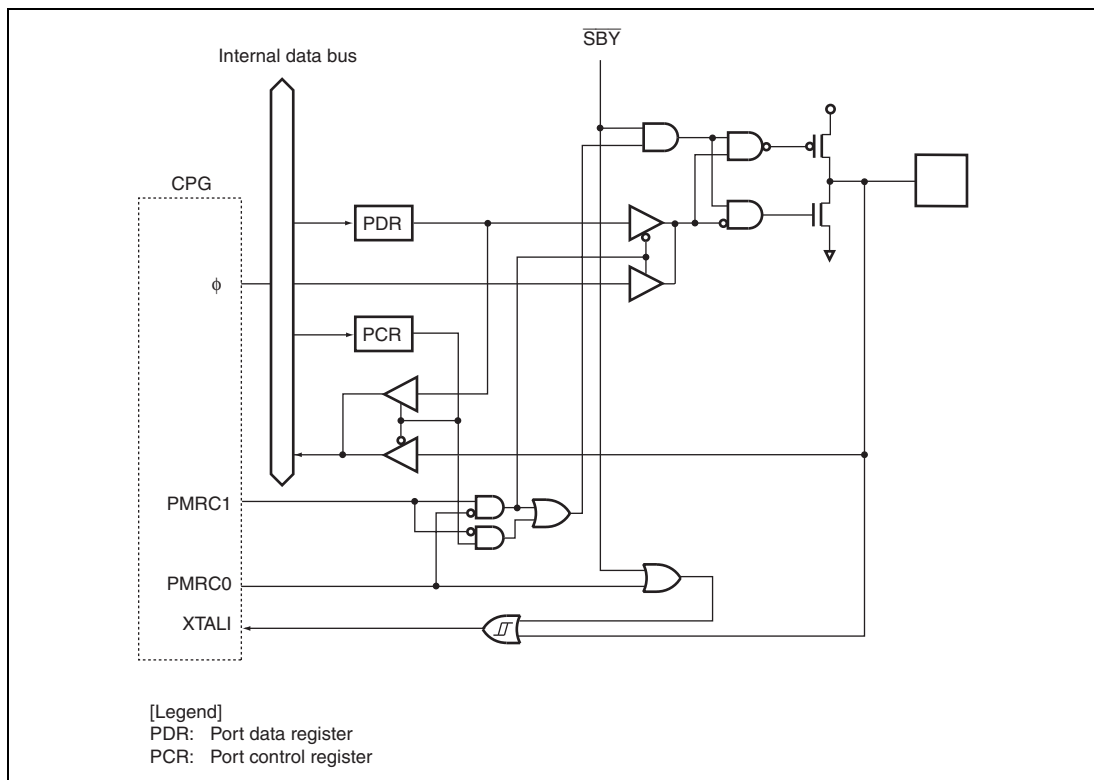 SBY
Internal data bus
CPG
PDR
ϕ
PCR
PMRC1
PMRC0
XTALI
[Legend]
PDR: Port data register
PCR: Port control register